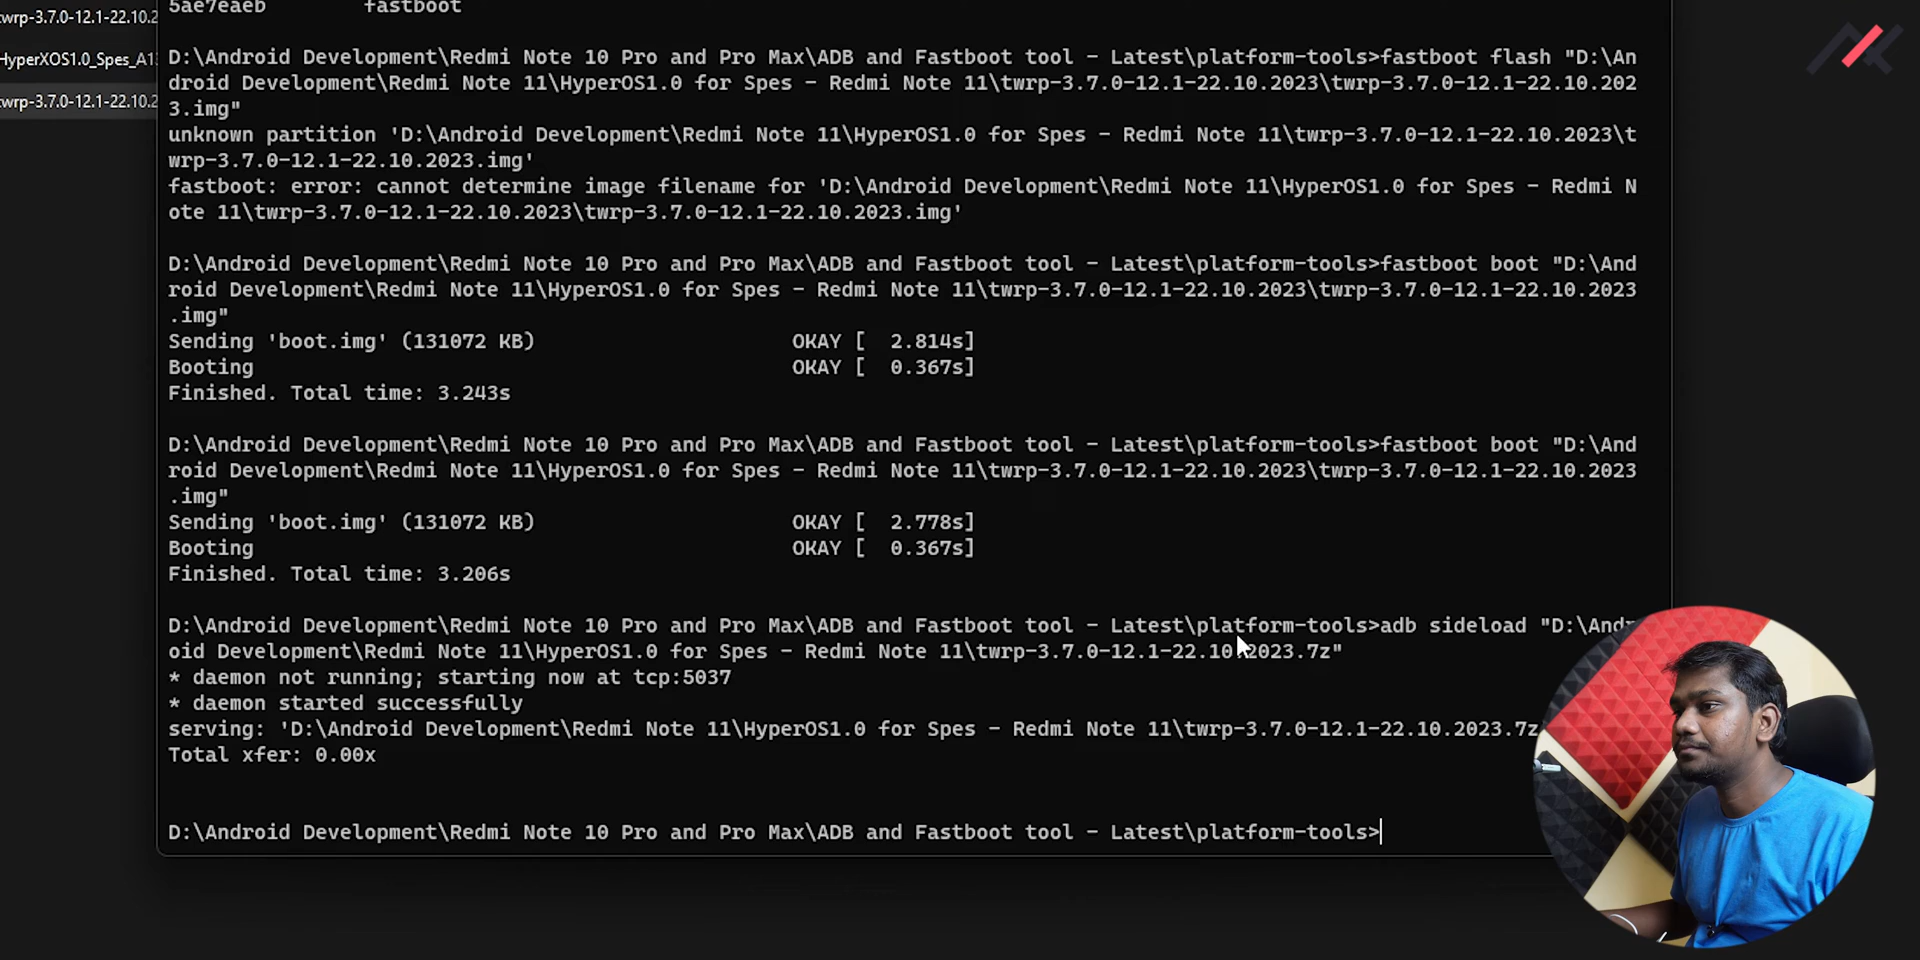 twrp-3.7.0-12.1-22.10.2
HyperXOS1.0_Spes_A13
twrp-3.7.0-12.1-22.10.2
5ae7eaeb        fastboot
D:\Android Development\Redmi Note 10 Pro and Pro Max\ADB and Fastboot tool - Latest\platform-tools>fastboot flash "D:\An
droid Development\Redmi Note 11\HyperOS1.0 for Spes - Redmi Note 11\twrp-3.7.0-12.1-22.10.2023\twrp-3.7.0-12.1-22.10.202
3.img"
unknown partition 'D:\Android Development\Redmi Note 11\HyperOS1.0 for Spes - Redmi Note 11\twrp-3.7.0-12.1-22.10.2023\t
wrp-3.7.0-12.1-22.10.2023.img'
fastboot: error: cannot determine image filename for 'D:\Android Development\Redmi Note 11\HyperOS1.0 for Spes - Redmi N
ote 11\twrp-3.7.0-12.1-22.10.2023\twrp-3.7.0-12.1-22.10.2023.img'
D:\Android Development\Redmi Note 10 Pro and Pro Max\ADB and Fastboot tool - Latest\platform-tools>fastboot boot "D:\And
roid Development\Redmi Note 11\HyperOS1.0 for Spes - Redmi Note 11\twrp-3.7.0-12.1-22.10.2023\twrp-3.7.0-12.1-22.10.2023
.img"
Sending 'boot.img' (131072 KB)                     OKAY [  2.814s]
Booting                                            OKAY [  0.367s]
Finished. Total time: 3.243s
D:\Android Development\Redmi Note 10 Pro and Pro Max\ADB and Fastboot tool - Latest\platform-tools>fastboot boot "D:\And
roid Development\Redmi Note 11\HyperOS1.0 for Spes - Redmi Note 11\twrp-3.7.0-12.1-22.10.2023\twrp-3.7.0-12.1-22.10.2023
.img"
Sending 'boot.img' (131072 KB)                     OKAY [  2.778s]
Booting                                            OKAY [  0.367s]
Finished. Total time: 3.206s
D:\Android Development\Redmi Note 10 Pro and Pro Max\ADB and Fastboot tool - Latest\platform-tools>adb sideload "D:\Andr
oid Development\Redmi Note 11\HyperOS1.0 for Spes - Redmi Note 11\twrp-3.7.0-12.1-22.10.2023.7z"
* daemon not running; starting now at tcp:5037
* daemon started successfully
serving: 'D:\Android Development\Redmi Note 11\HyperOS1.0 for Spes - Redmi Note 11\twrp-3.7.0-12.1-22.10.2023.7z
Total xfer: 0.00x
D:\Android Development\Redmi Note 10 Pro and Pro Max\ADB and Fastboot tool - Latest\platform-tools>